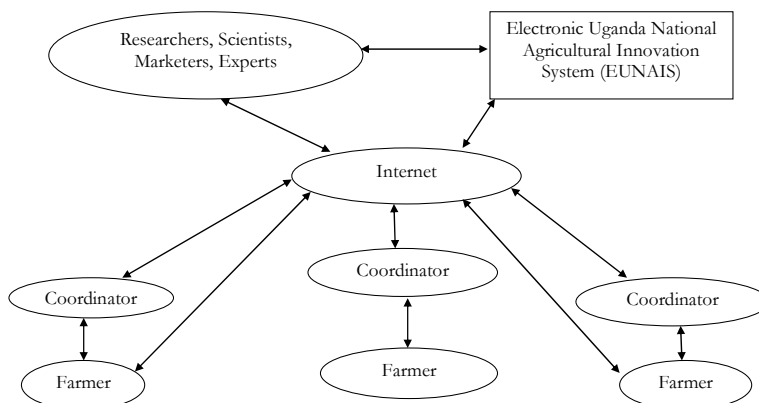 Researchers, Scientists,
Marketers, Experts
Electronic Uganda National
Agricultural Innovation
System (EUNAIS)
Internet
Coordinator
Coordinator
Coordinator
Farmer
Farmer
Farmer